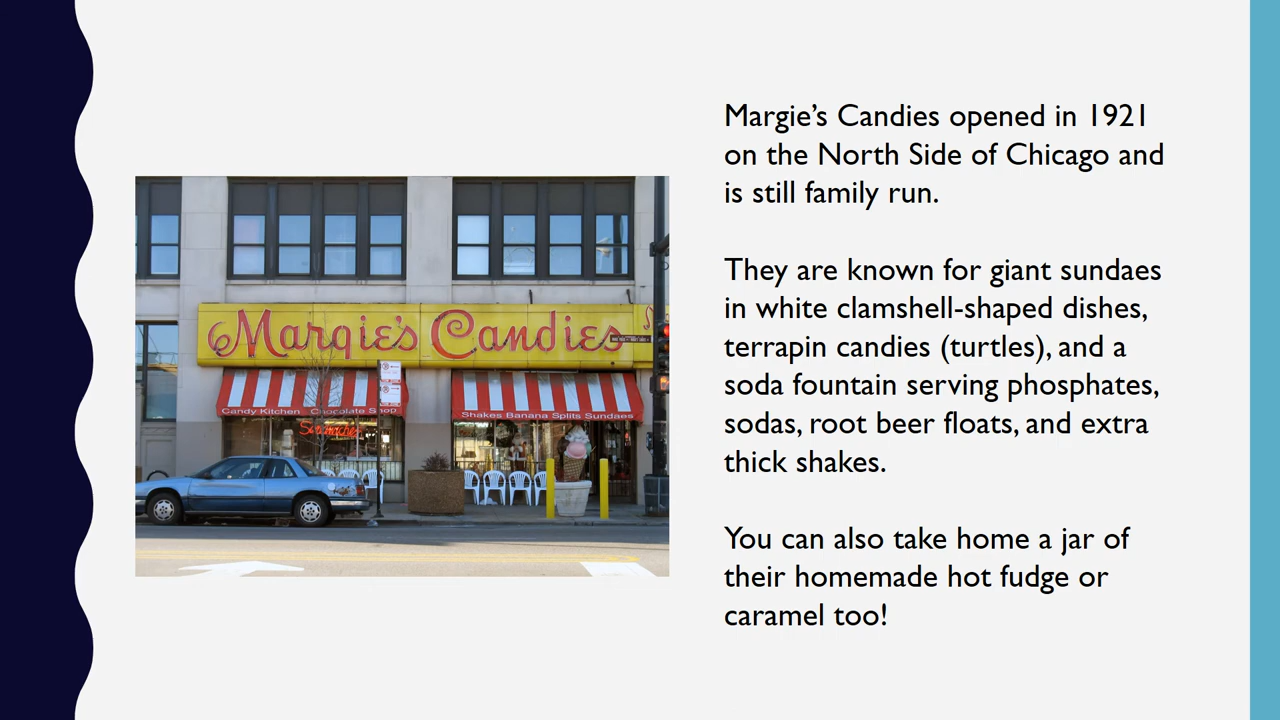 Margie's Candies
Candy Kitchen Chocolate Shop
Shakes Banana Splits Sundaes
Margie’s Candies opened in 1921
on the North Side of Chicago and
is still family run.
They are known for giant sundaes
in white clamshell-shaped dishes,
terrapin candies (turtles), and a
soda fountain serving phosphates,
sodas, root beer floats, and extra
thick shakes.
You can also take home a jar of
their homemade hot fudge or
caramel too!